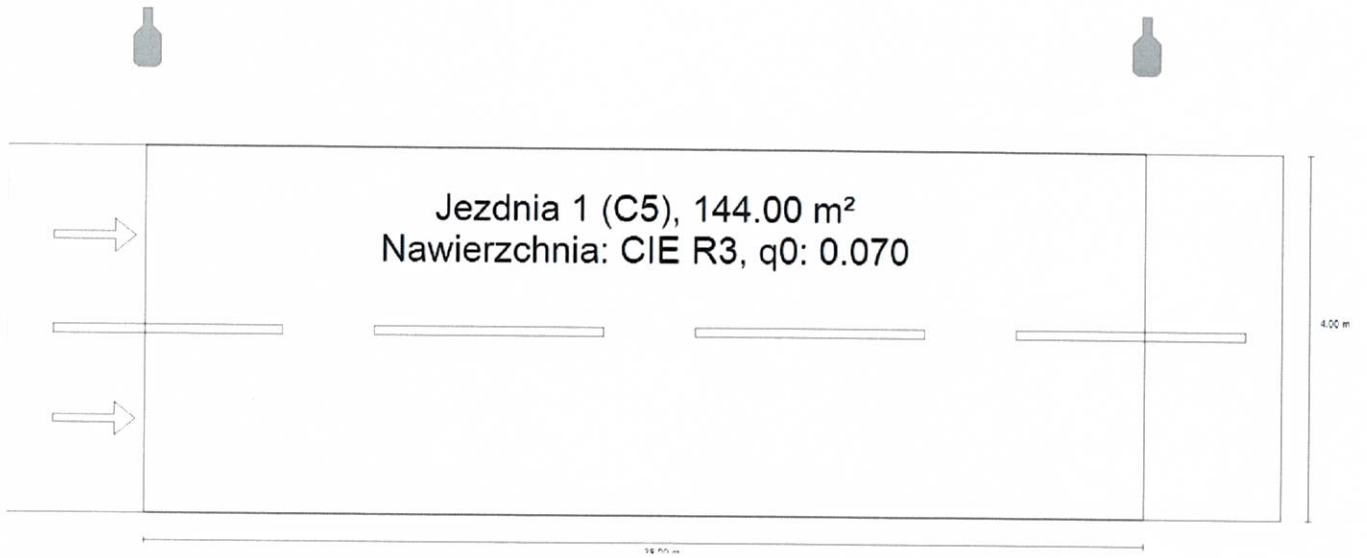 Jezdnia 1 (C5), 144.00 m²
Nawierzchnia: CIE R3, q0: 0.070
4.00 m